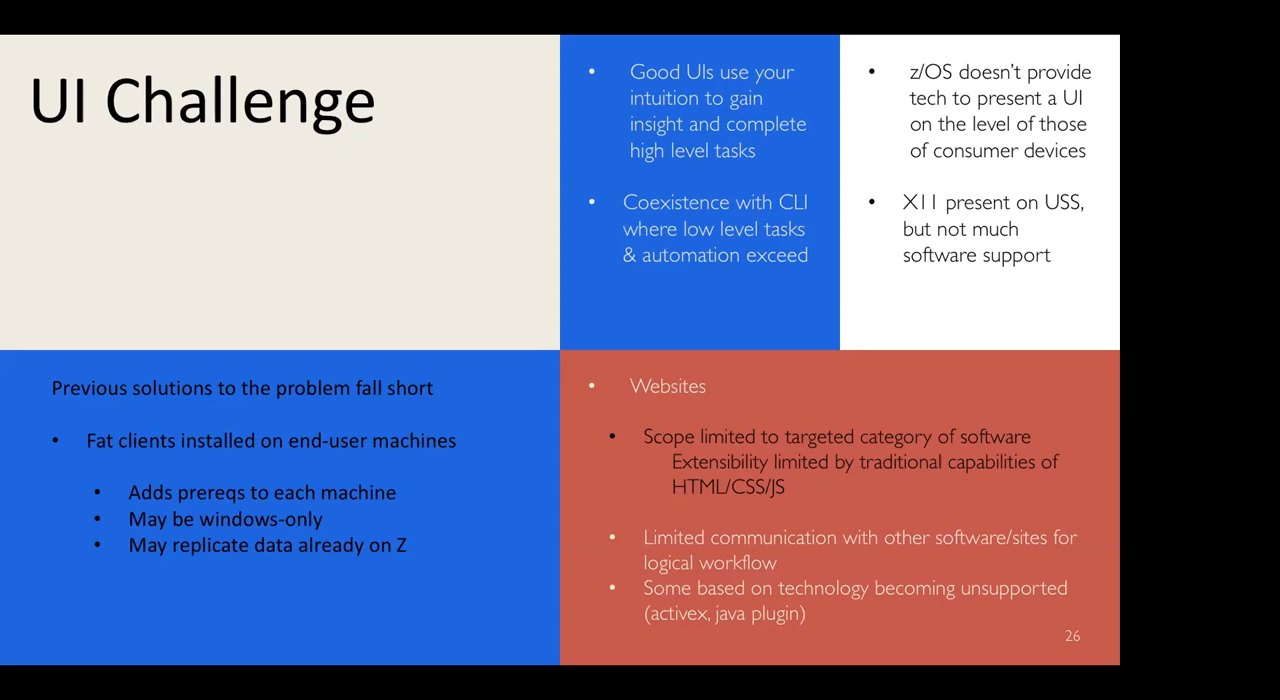 UI Challenge
• Good UIs use your
intuition to gain
insight and complete
high level tasks
• Coexistence with CLI
where low level tasks
& automation exceed
• z/OS doesn't provide
tech to present a UI
on the level of those
of consumer devices
• X11 present on USS,
but not much
software support
Previous solutions to the problem fall short
• Fat clients installed on end-user machines
• Adds prereqs to each machine
• May be windows-only
• May replicate data already on Z
• Websites
• Scope limited to targeted category of software
Extensibility limited by traditional capabilities of
HTML/CSS/JS
• Limited communication with other software/sites for
logical workflow
• Some based on technology becoming unsupported
(activex, java plugin)
26